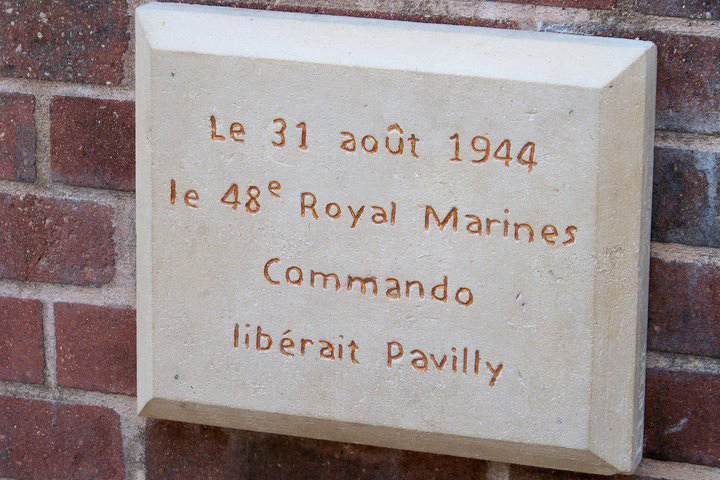 Le 31 août 1944
le 48e Royal Marines
Commando
libérait Pavilly